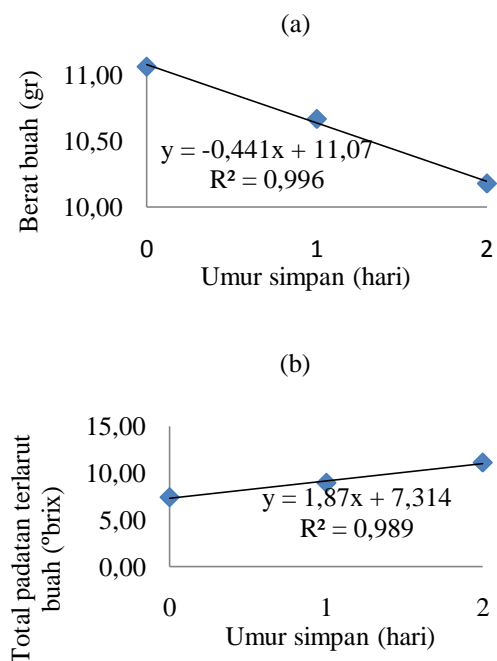 (a)
Berat buah (gr)
11,00
10,50
10,00
y = -0,441x + 11,07
R² = 0,996
0 1 2
Umur simpan (hari)
(b)
Total padatan terlarut
buah (°brix)
15,00
10,00
5,00
0,00
y = 1,87x + 7,314
R² = 0,989
0 1 2
Umur simpan (hari)